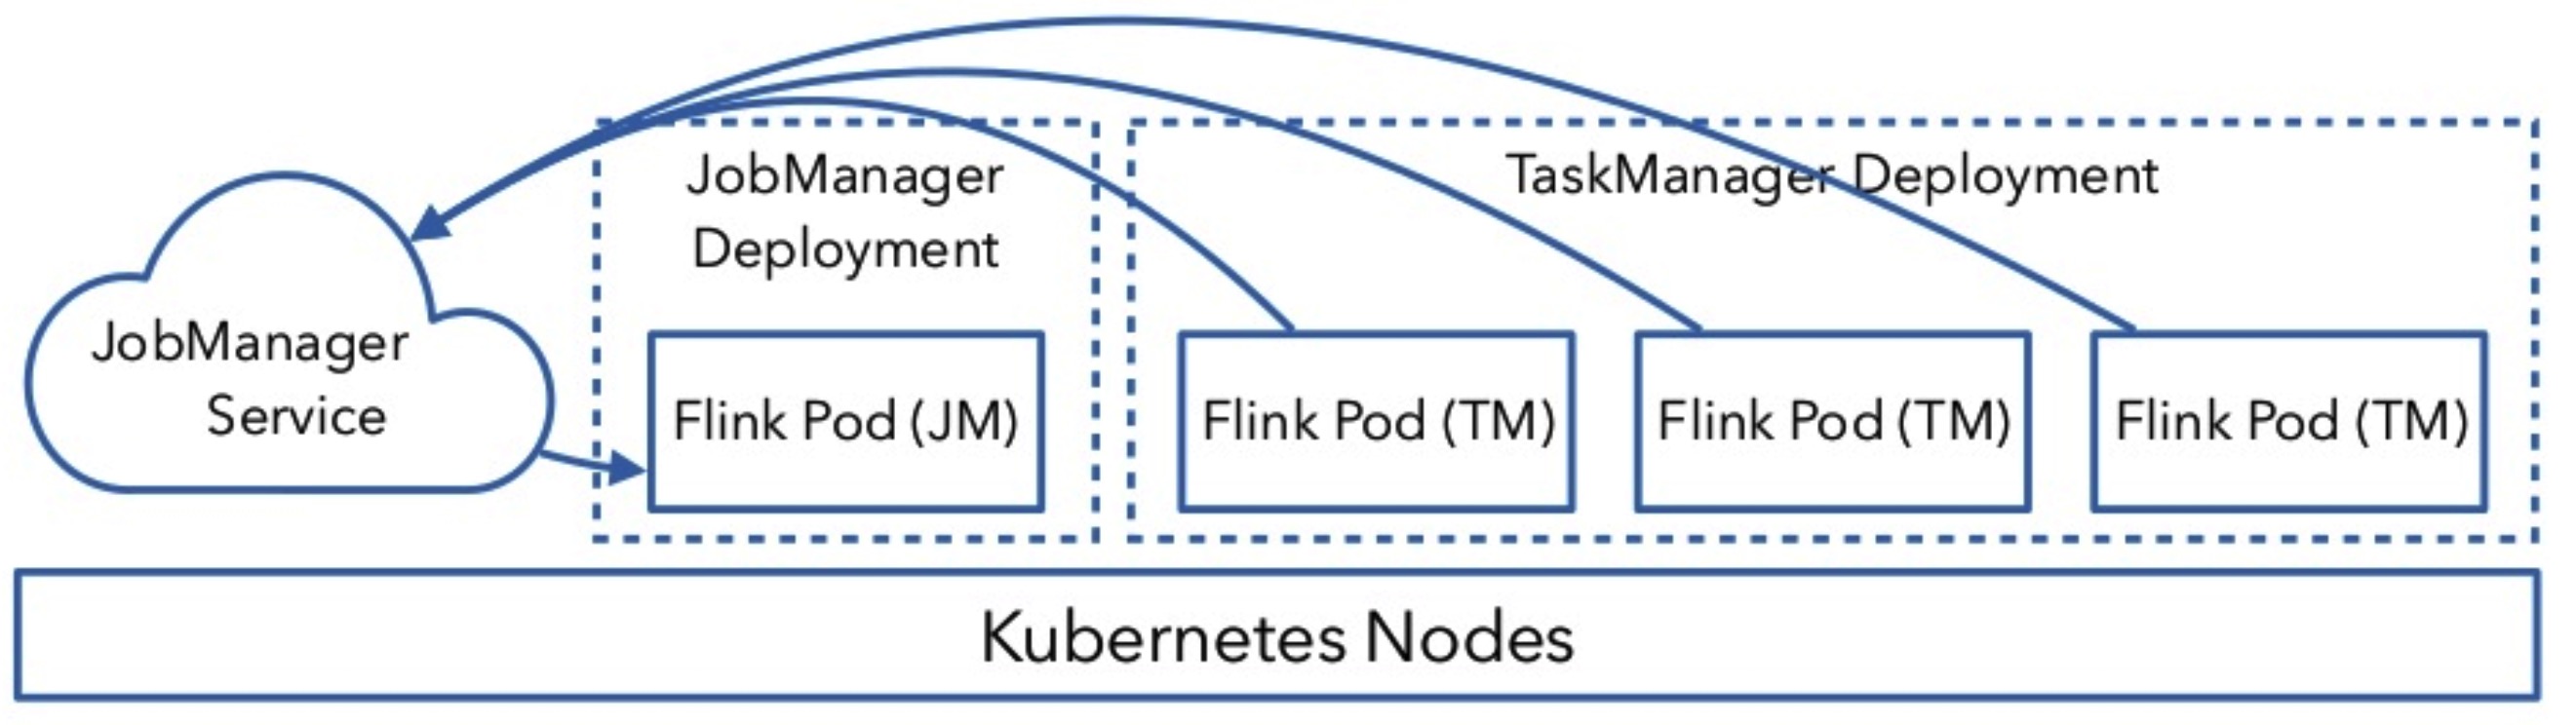 JobManager
Service
JobManager
Deployment
Flink Pod (JM)
TaskManager Deployment
Flink Pod (TM)
Flink Pod (TM)
Flink Pod (TM)
Kubernetes Nodes